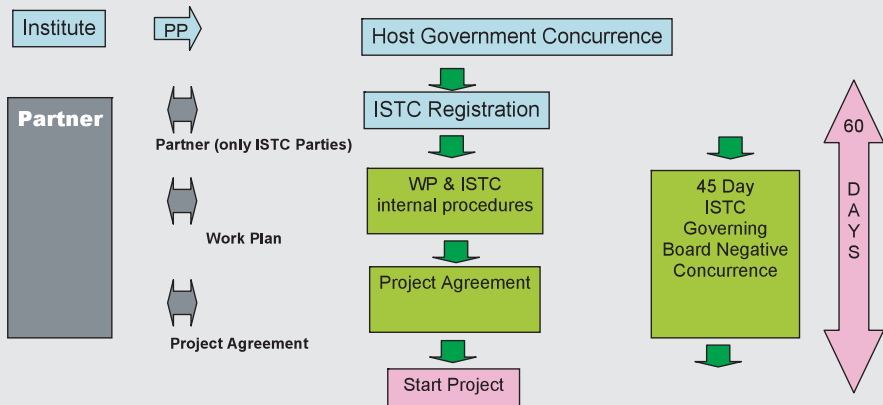 Institute
PP
Host Government Concurrence
Partner
ISTC Registration
Partner (only ISTC Parties)
WP & ISTC
internal procedures
Work Plan
Project Agreement
Project Agreement
Start Project
45 Day
ISTC
Governing
Board Negative
Concurrence
60
D
A
Y
S